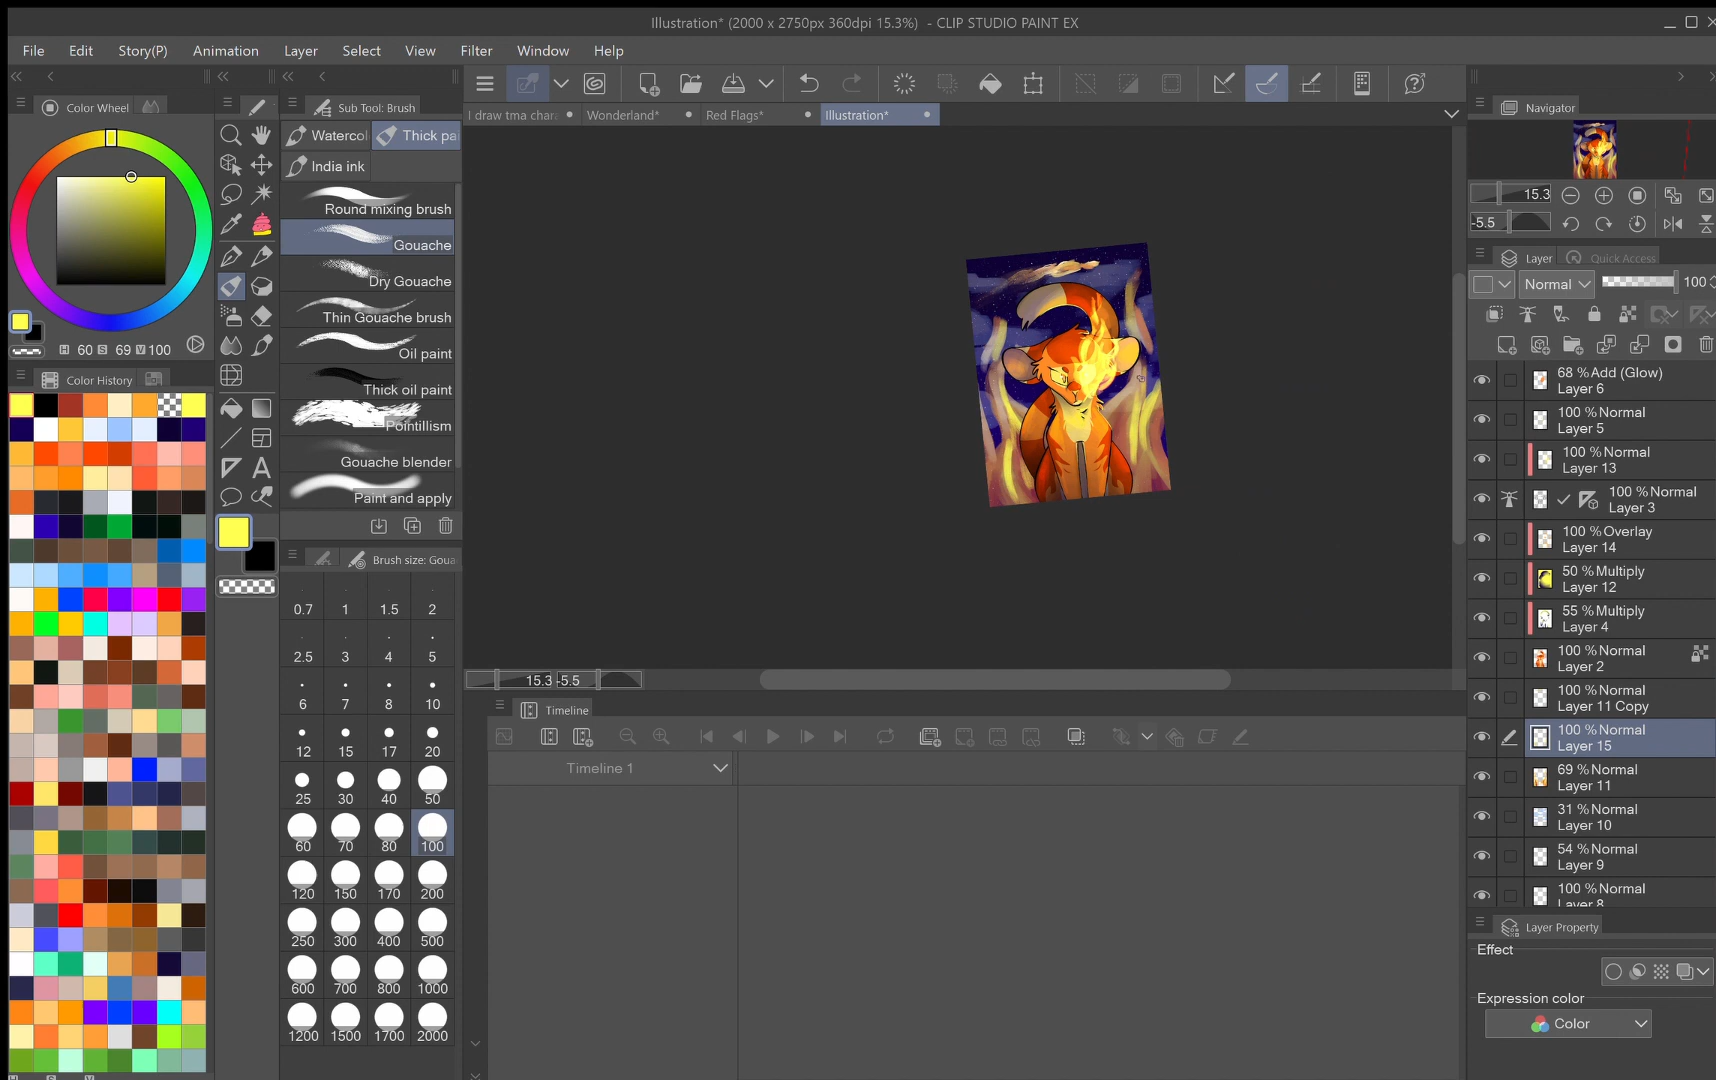 Illustration* (2000 x 2750px 360dpi 15.3%) - CLIP STUDIO PAINT EX
File Edit Story(P) Animation Layer Select View Filter Window Help
Color Wheel
H 60 S 69 V 100
Color History
Sub Tool: Brush
Watercol Thick pa
India ink
Round mixing brush
Gouache
Dry Gouache
Thin Gouache brush
Oil paint
Thick oil paint
Pointillism
Gouache blender
Paint and apply
Brush size: Goua
0.7 1 1.5 2
2.5 3 4 5
6 7 8 10
12 15 17 20
25 30 40 50
60 70 80 100
120 150 170 200
250 300 400 500
600 700 800 1000
1200 1500 1700 2000
I draw tma chara Wonderland* Red Flags* Illustration*
15.3 -5.5
Timeline
Timeline 1
Navigator
15.3
-5.5
Layer Quick Access
Normal 100
68 %Add (Glow)
Layer 6
100 %Normal
Layer 5
100 %Normal
Layer 13
100 %Normal
Layer 3
100 %Overlay
Layer 14
50 %Multiply
Layer 12
55 %Multiply
Layer 4
100 %Normal
Layer 2
100 %Normal
Layer 11 Copy
100 %Normal
Layer 15
69 %Normal
Layer 11
31 %Normal
Layer 10
54 %Normal
Layer 9
100 %Normal
Layer 8
Layer Property
Effect
Expression color
Color